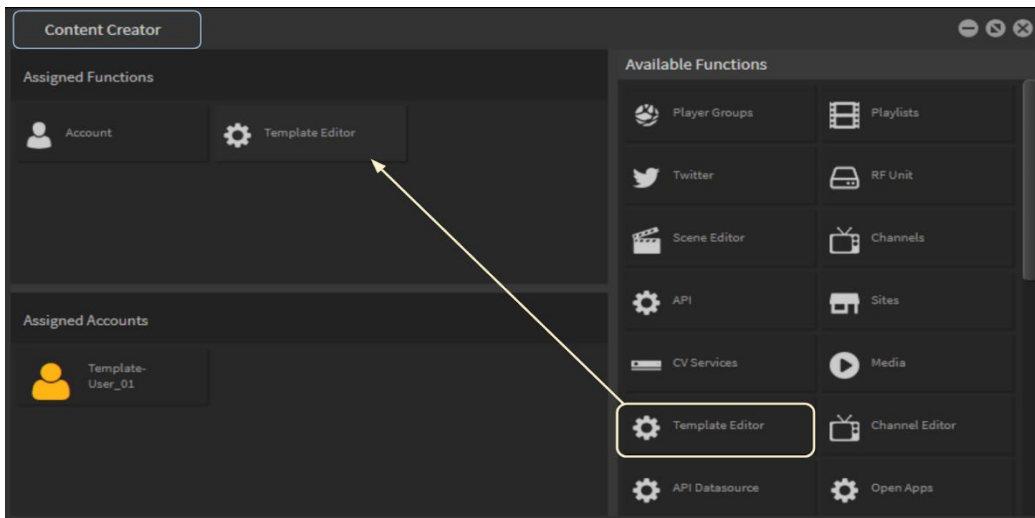 Content Creator
Assigned Functions
Account
Template Editor
Assigned Accounts
Template-
User_01
Available Functions
Player Groups
Playlists
Twitter
RF Unit
Scene Editor
Channels
API
Sites
CV Services
Media
Template Editor
Channel Editor
API Datasource
Open Apps